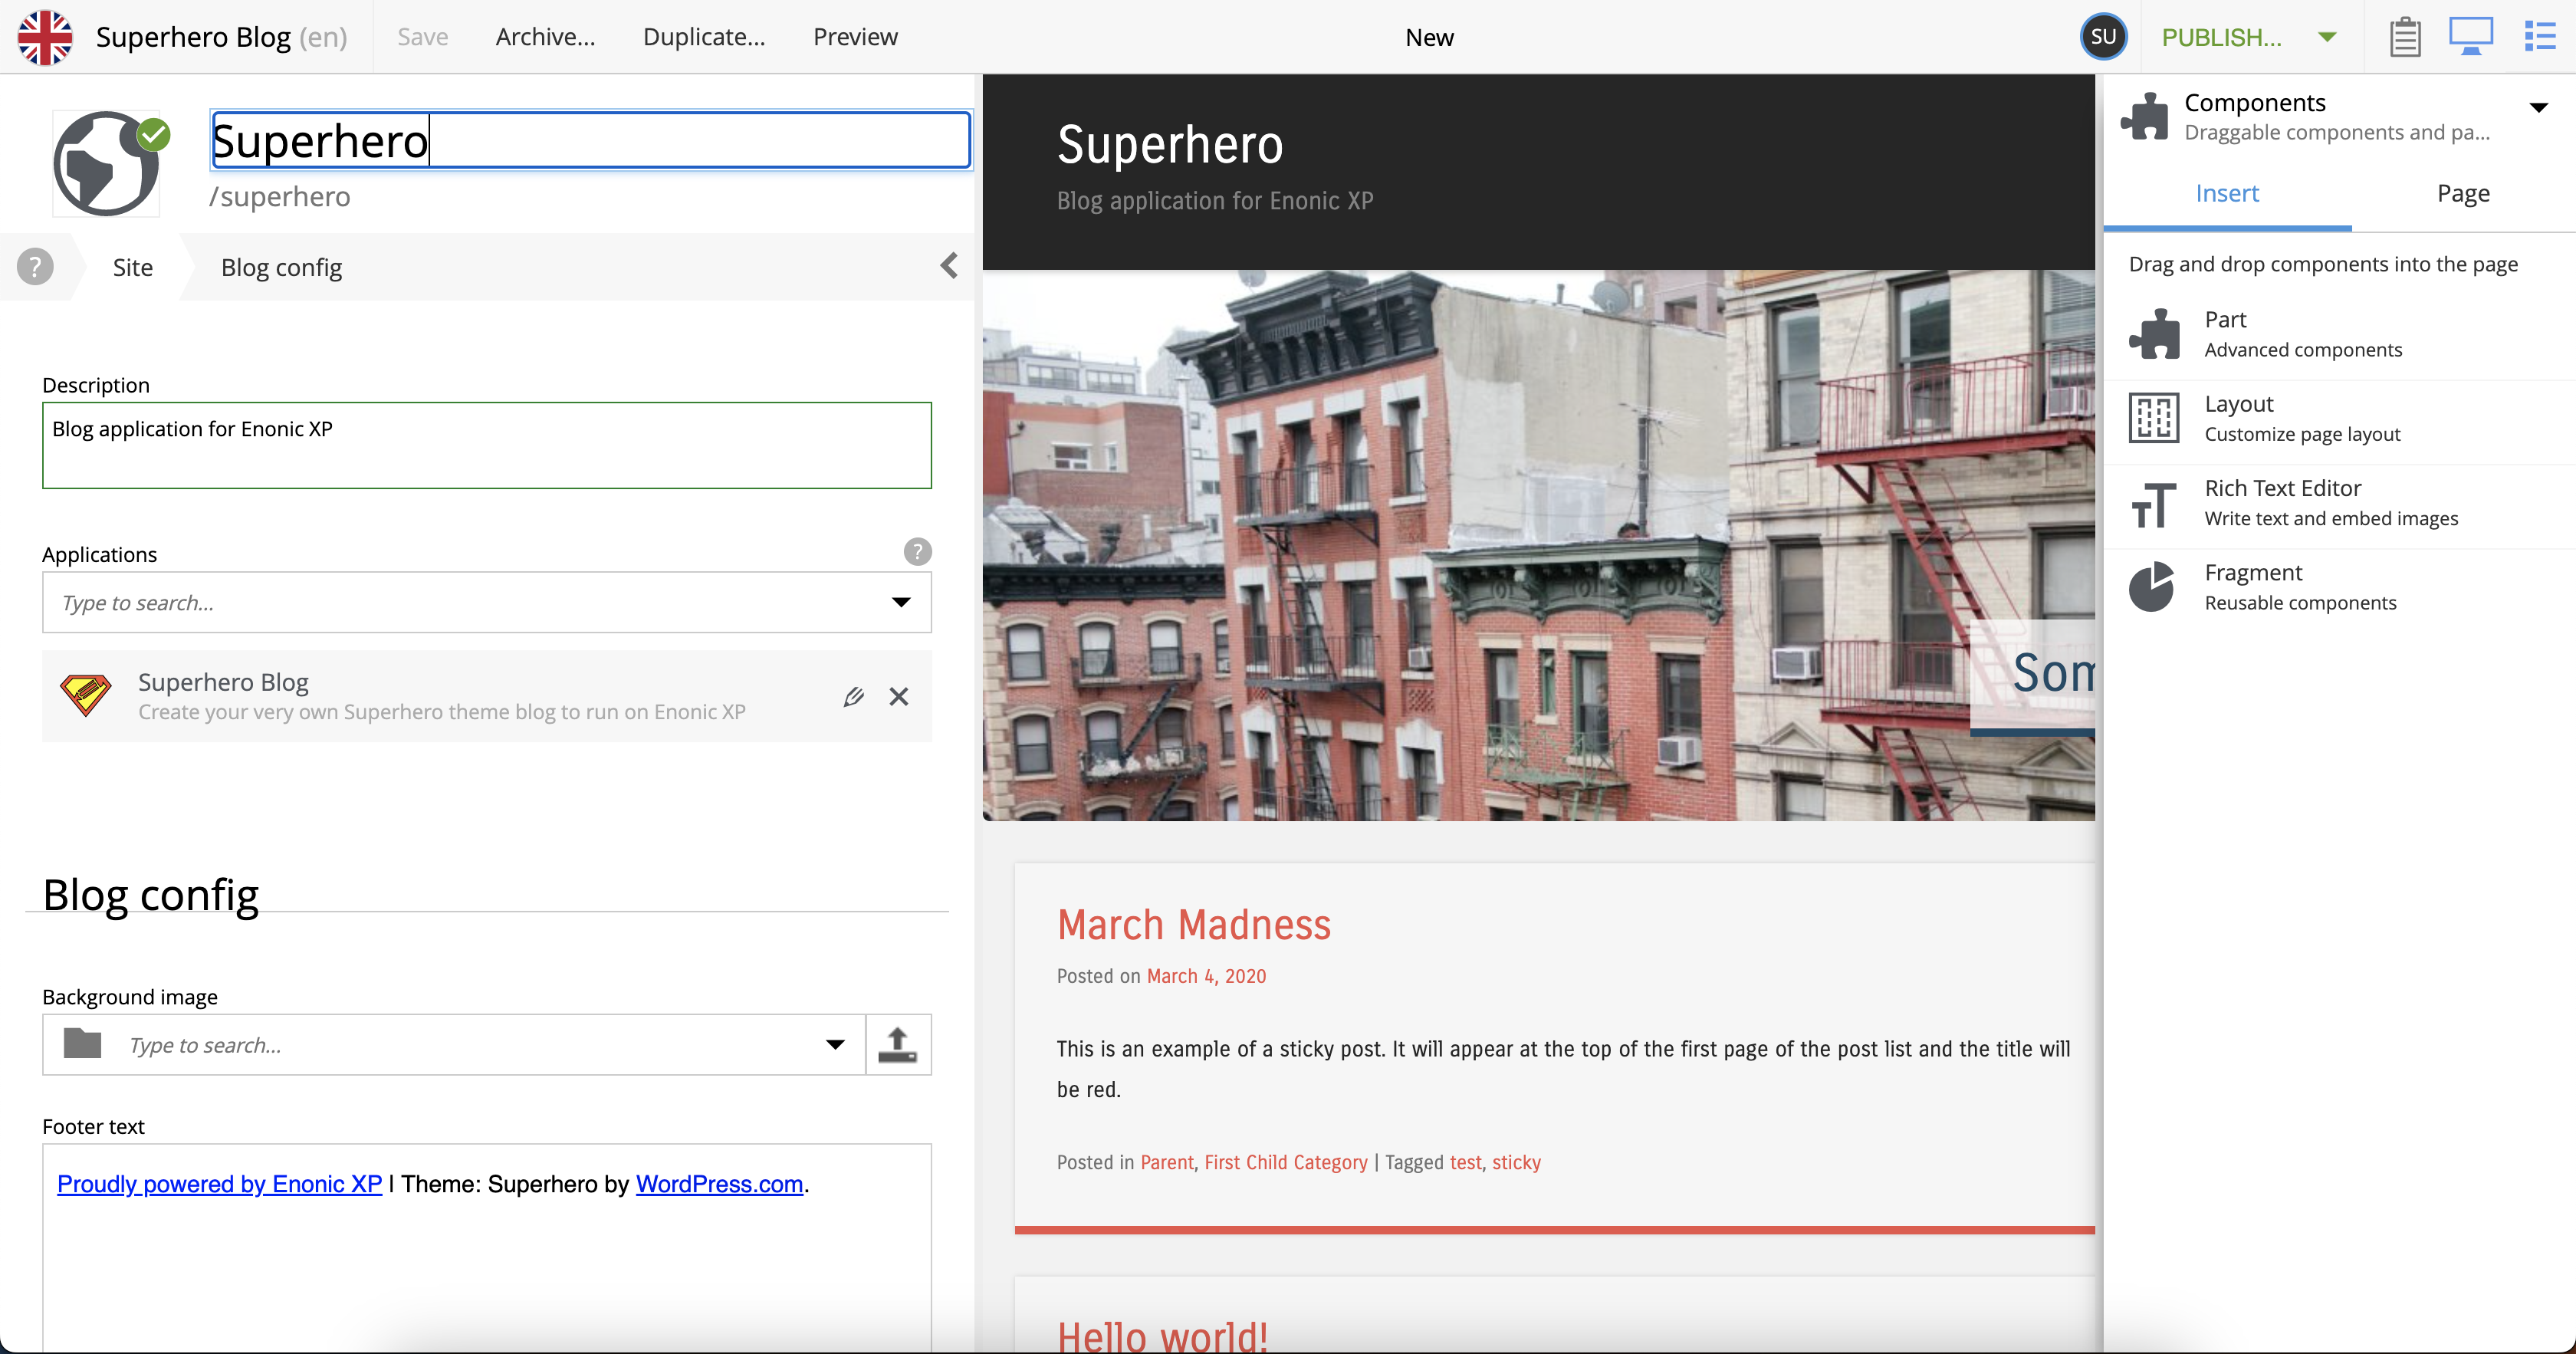 Superhero Blog (en)
Save
Archive...
Duplicate...
Preview
New
SU
PUBLISH...
Superhero
/superhero
?
Site
Blog config
Description
Blog application for Enonic XP
Applications
?
Type to search...
Superhero Blog
Create your very own Superhero theme blog to run on Enonic XP
Blog config
Background image
Type to search...
Footer text
Proudly powered by Enonic XP | Theme: Superhero by WordPress.com.
Superhero
Blog application for Enonic XP
Som
March Madness
Posted on March 4, 2020
This is an example of a sticky post. It will appear at the top of the first page of the post list and the title will
be red.
Posted in Parent, First Child Category | Tagged test, sticky
Hello world!
Components
Draggable components and pa...
Insert
Page
Drag and drop components into the page
Part
Advanced components
Layout
Customize page layout
Rich Text Editor
Write text and embed images
Fragment
Reusable components